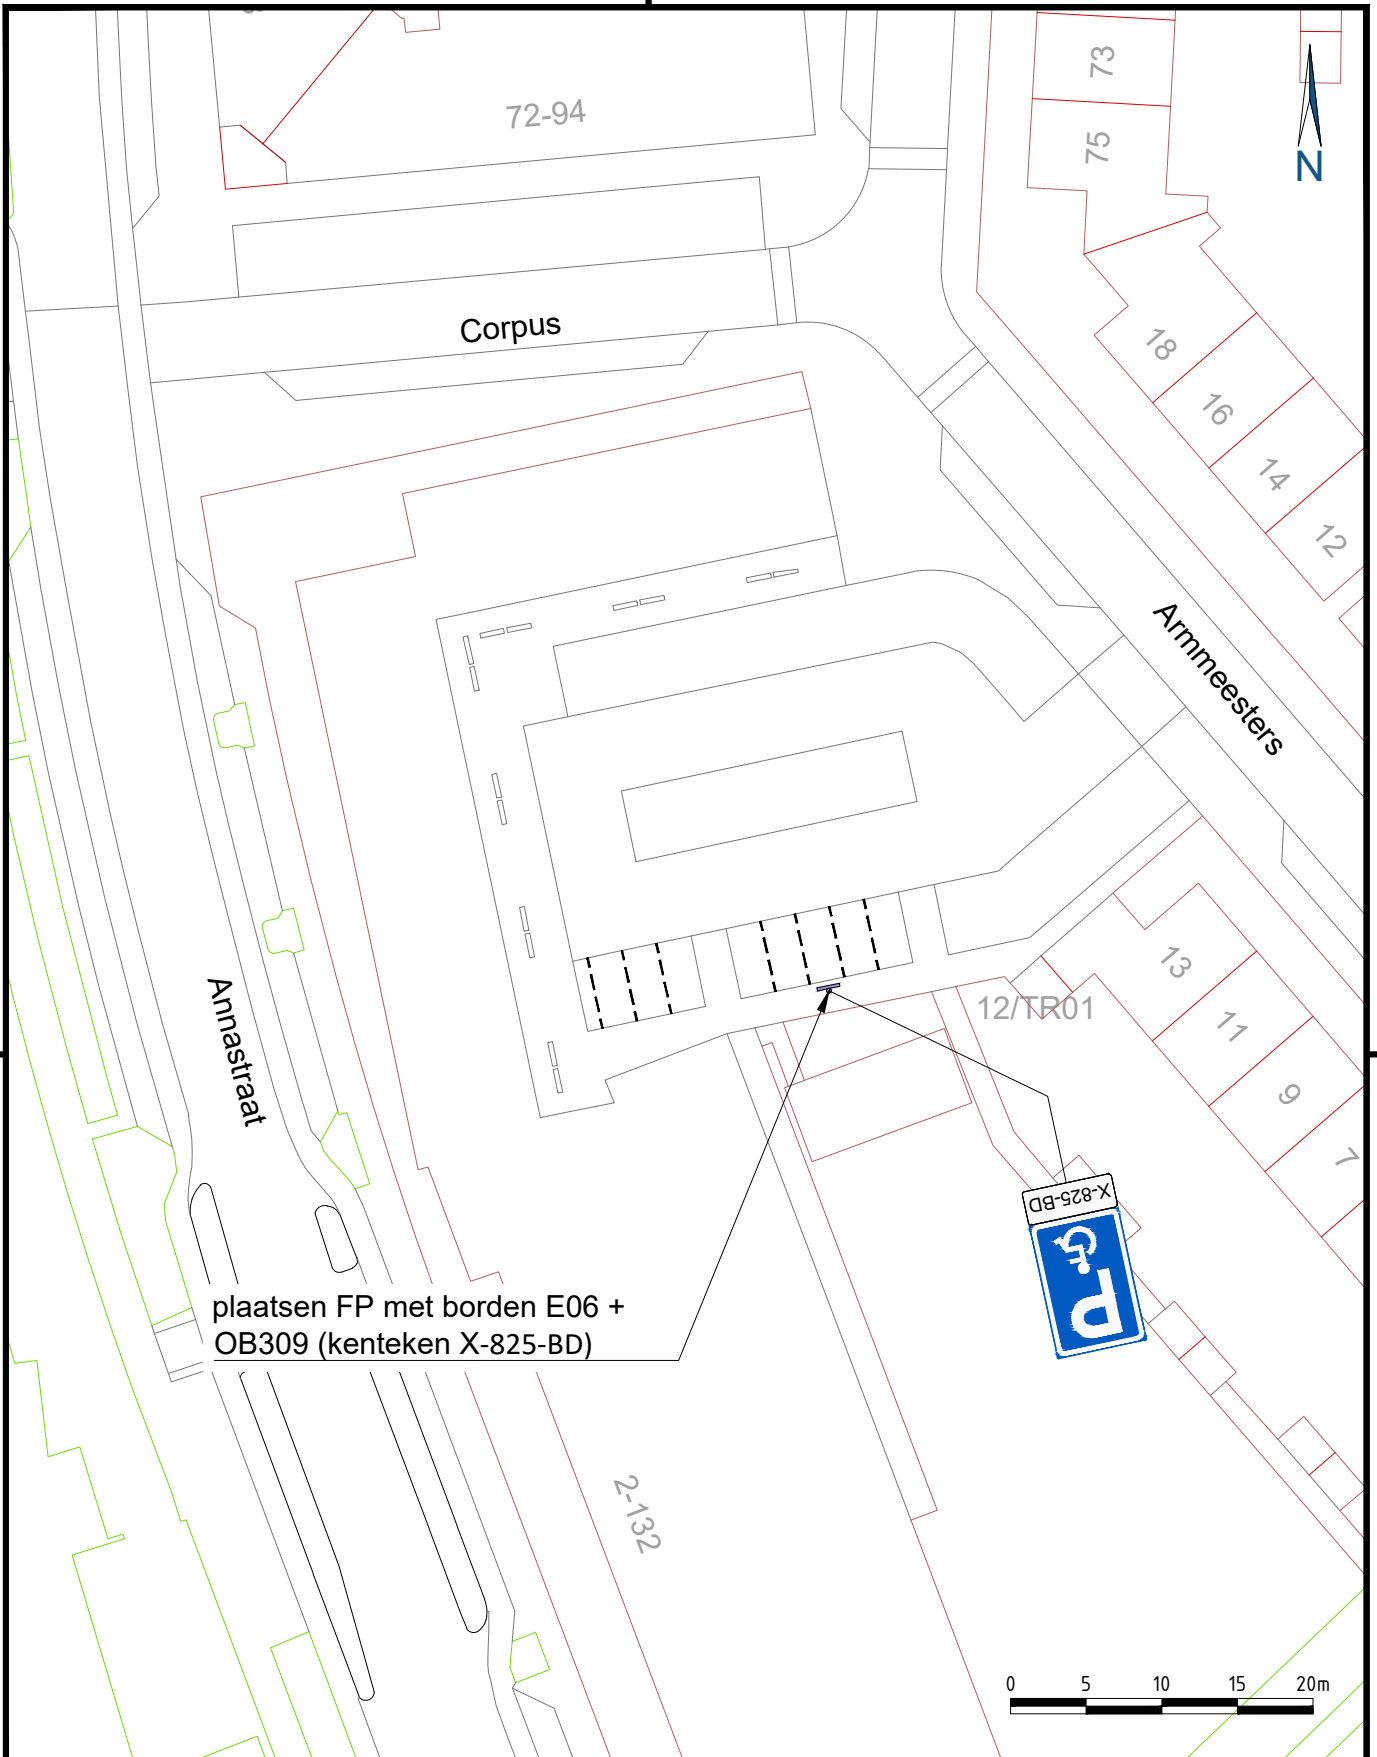 72-94
73
75
N
Corpus
18
16
14
12
Armmeesters
Annastraat
12/TR01
13
11
9
7
X-825-BD
P
plaatsen FP met borden E06 +
OB309 (kenteken X-825-BD)
2-132
0 5 10 15 20m